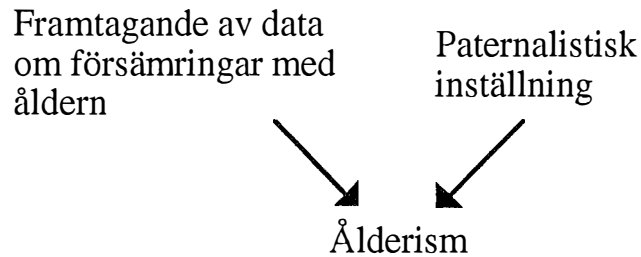 Framtagande av data
om försämringar med
åldern
Paternalistisk
inställning
Ålderism